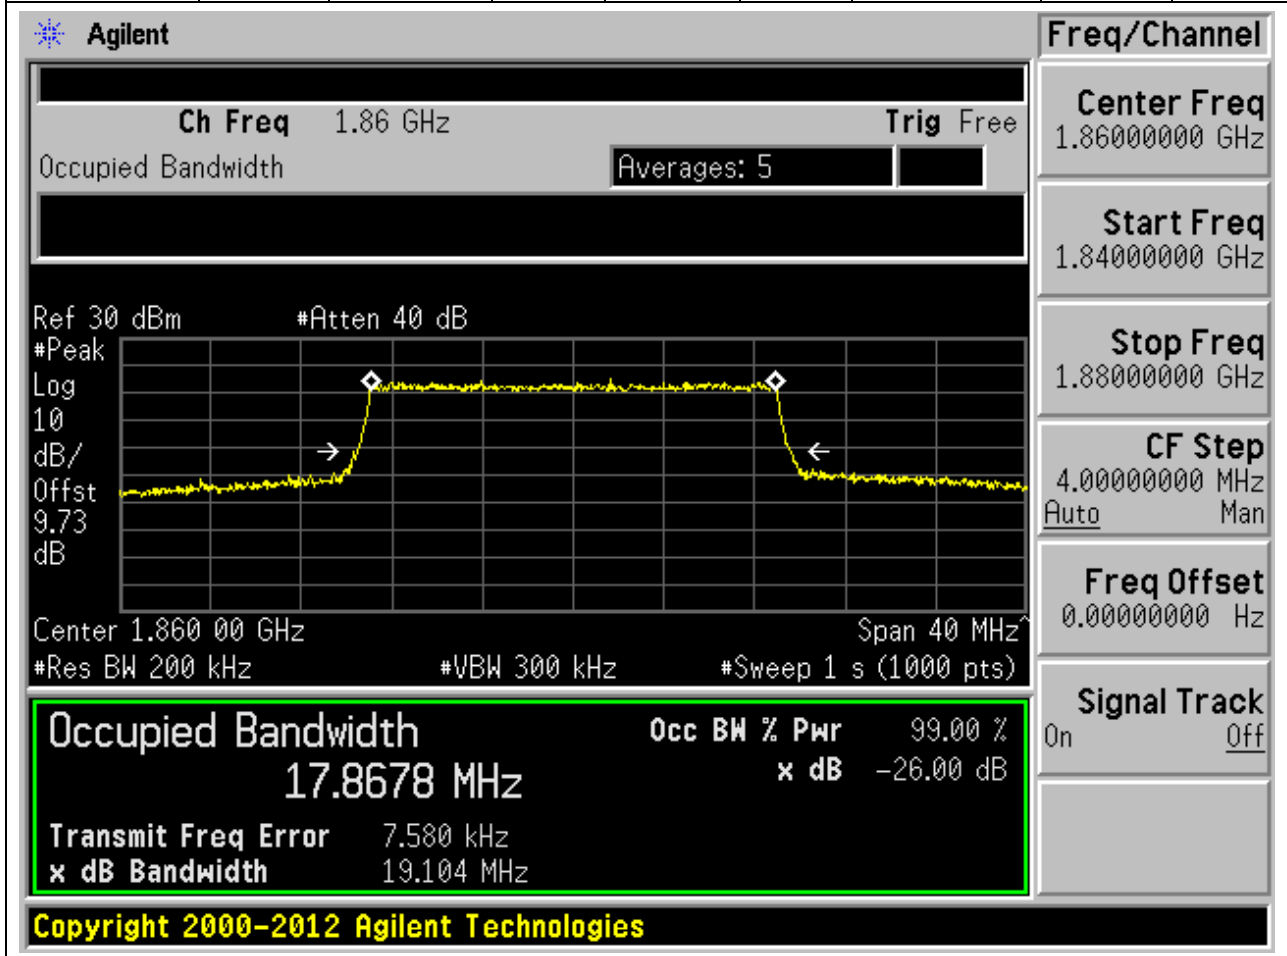 Agilent
Freq/Channel
Ch Freq 1.86 GHz Trig Free
Occupied Bandwidth Averages: 5
Center Freq
1.86000000 GHz
Start Freq
1.84000000 GHz
Stop Freq
1.88000000 GHz
CF Step
4.00000000 MHz
Auto Man
Freq Offset
0.00000000 Hz
Signal Track
On Off
Ref 30 dBm #Atten 40 dB
#Peak
Log
10
dB/
Offst
9.73
dB
Center 1.860 00 GHz Span 40 MHz^
#Res BW 200 kHz #VBW 300 kHz #Sweep 1 s (1000 pts)
Occupied Bandwidth
17.8678 MHz
Occ BW % Pwr 99.00 %
x dB -26.00 dB
Transmit Freq Error 7.580 kHz
x dB Bandwidth 19.104 MHz
Copyright 2000-2012 Agilent Technologies